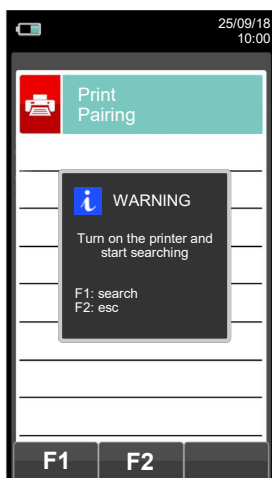 25/09/18
10:00
Print
Pairing
WARNING
Turn on the printer and
start searching
F1: search
F2: esc
F1 F2